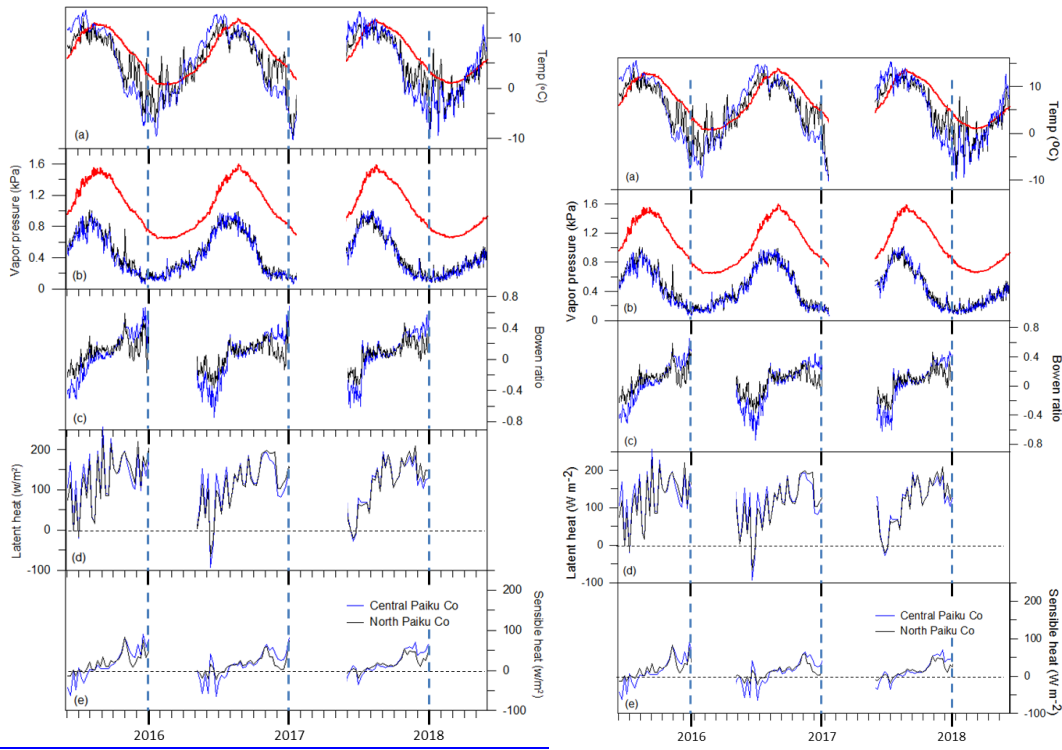 10
0
-10
Temp (ºC)
(a)
1.6
1.2
0.8
0.4
0
Vapor pressure (kPa)
(b)
0.8
0.4
0
-0.4
-0.8
Bowen ratio
(c)
200
100
0
-100
Latent heat (w/m²)
(d)
200
100
0
-100
Sensible heat (w/m²)
Central Paiku Co
North Paiku Co
(e)
2016
2017
2018
10
0
-10
Temp (⁰C)
(a)
1.6
1.2
0.8
0.4
0
Vapor pressure (kPa)
(b)
0.8
0.4
0
-0.4
-0.8
Bowen ratio
(c)
200
100
0
-100
Latent heat (W m-2)
(d)
200
100
0
-100
Sensible heat (W m-2)
Central Paiku Co
North Paiku Co
(e)
2016
2017
2018